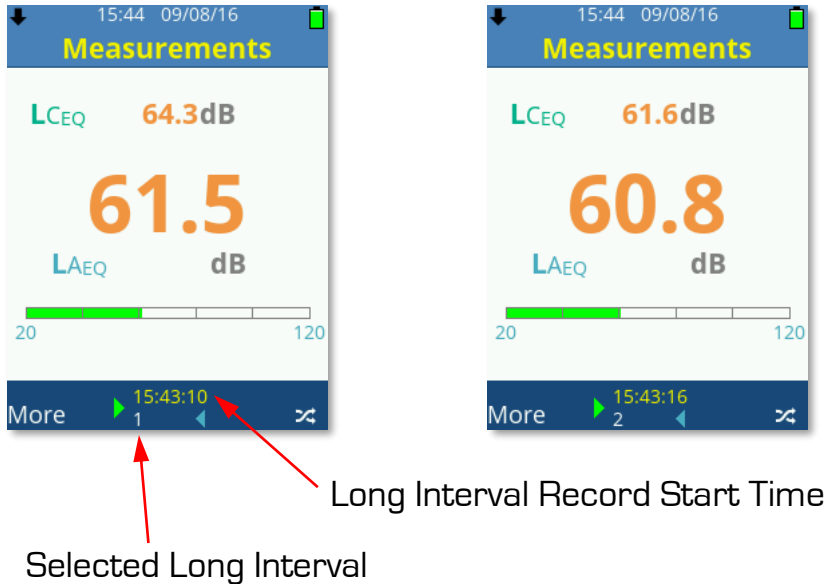 15:44 09/08/16
Measurements
LCEQ 64.3dB
61.5
LAEQ dB
20 120
15:43:10
More 1
15:44 09/08/16
Measurements
LCEQ 61.6dB
60.8
LAEQ dB
20 120
15:43:16
More 2
Long Interval Record Start Time
Selected Long Interval